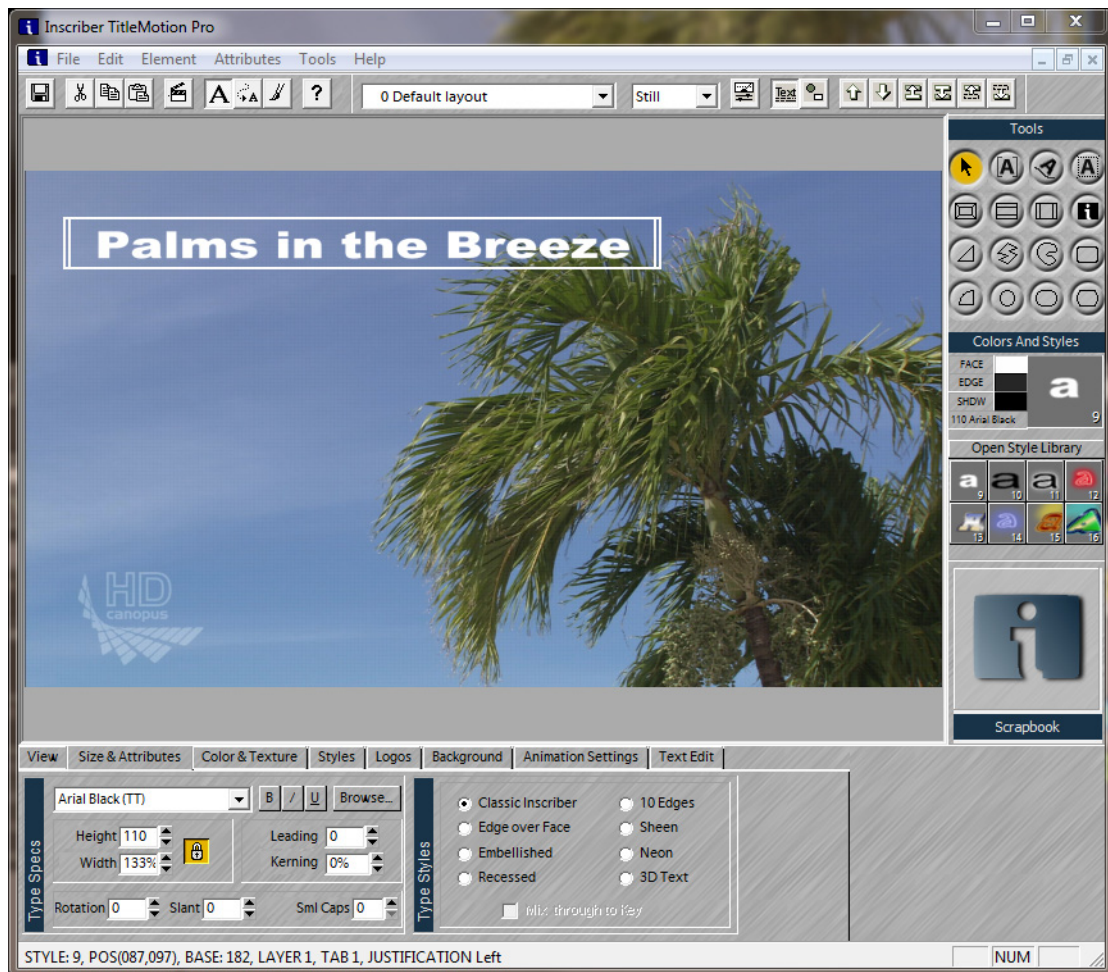 Inscriber TitleMotion Pro
File Edit Element Attributes Tools Help
A A ? 0 Default layout Still Text
Tools
[A] A A
Palms in the Breeze
HD
canopus
Colors And Styles
FACE
EDGE
SHDW
110 Arial Black
a
9
Open Style Library
a 9 a 10 a 11 a 12
13 a 14 a 15 16
Scrapbook
View Size & Attributes Color & Texture Styles Logos Background Animation Settings Text Edit
Type Specs
Arial Black (TT) B / U Browse...
Height 110 Leading 0
Width 133% Kerning 0%
Rotation 0 Slant 0 Sml Caps 0
Type Styles
Classic Inscriber 10 Edges
Edge over Face Sheen
Embellished Neon
Recessed 3D Text
Mix through to Key
STYLE: 9, POS(087,097), BASE: 182, LAYER 1, TAB 1, JUSTIFICATION Left NUM